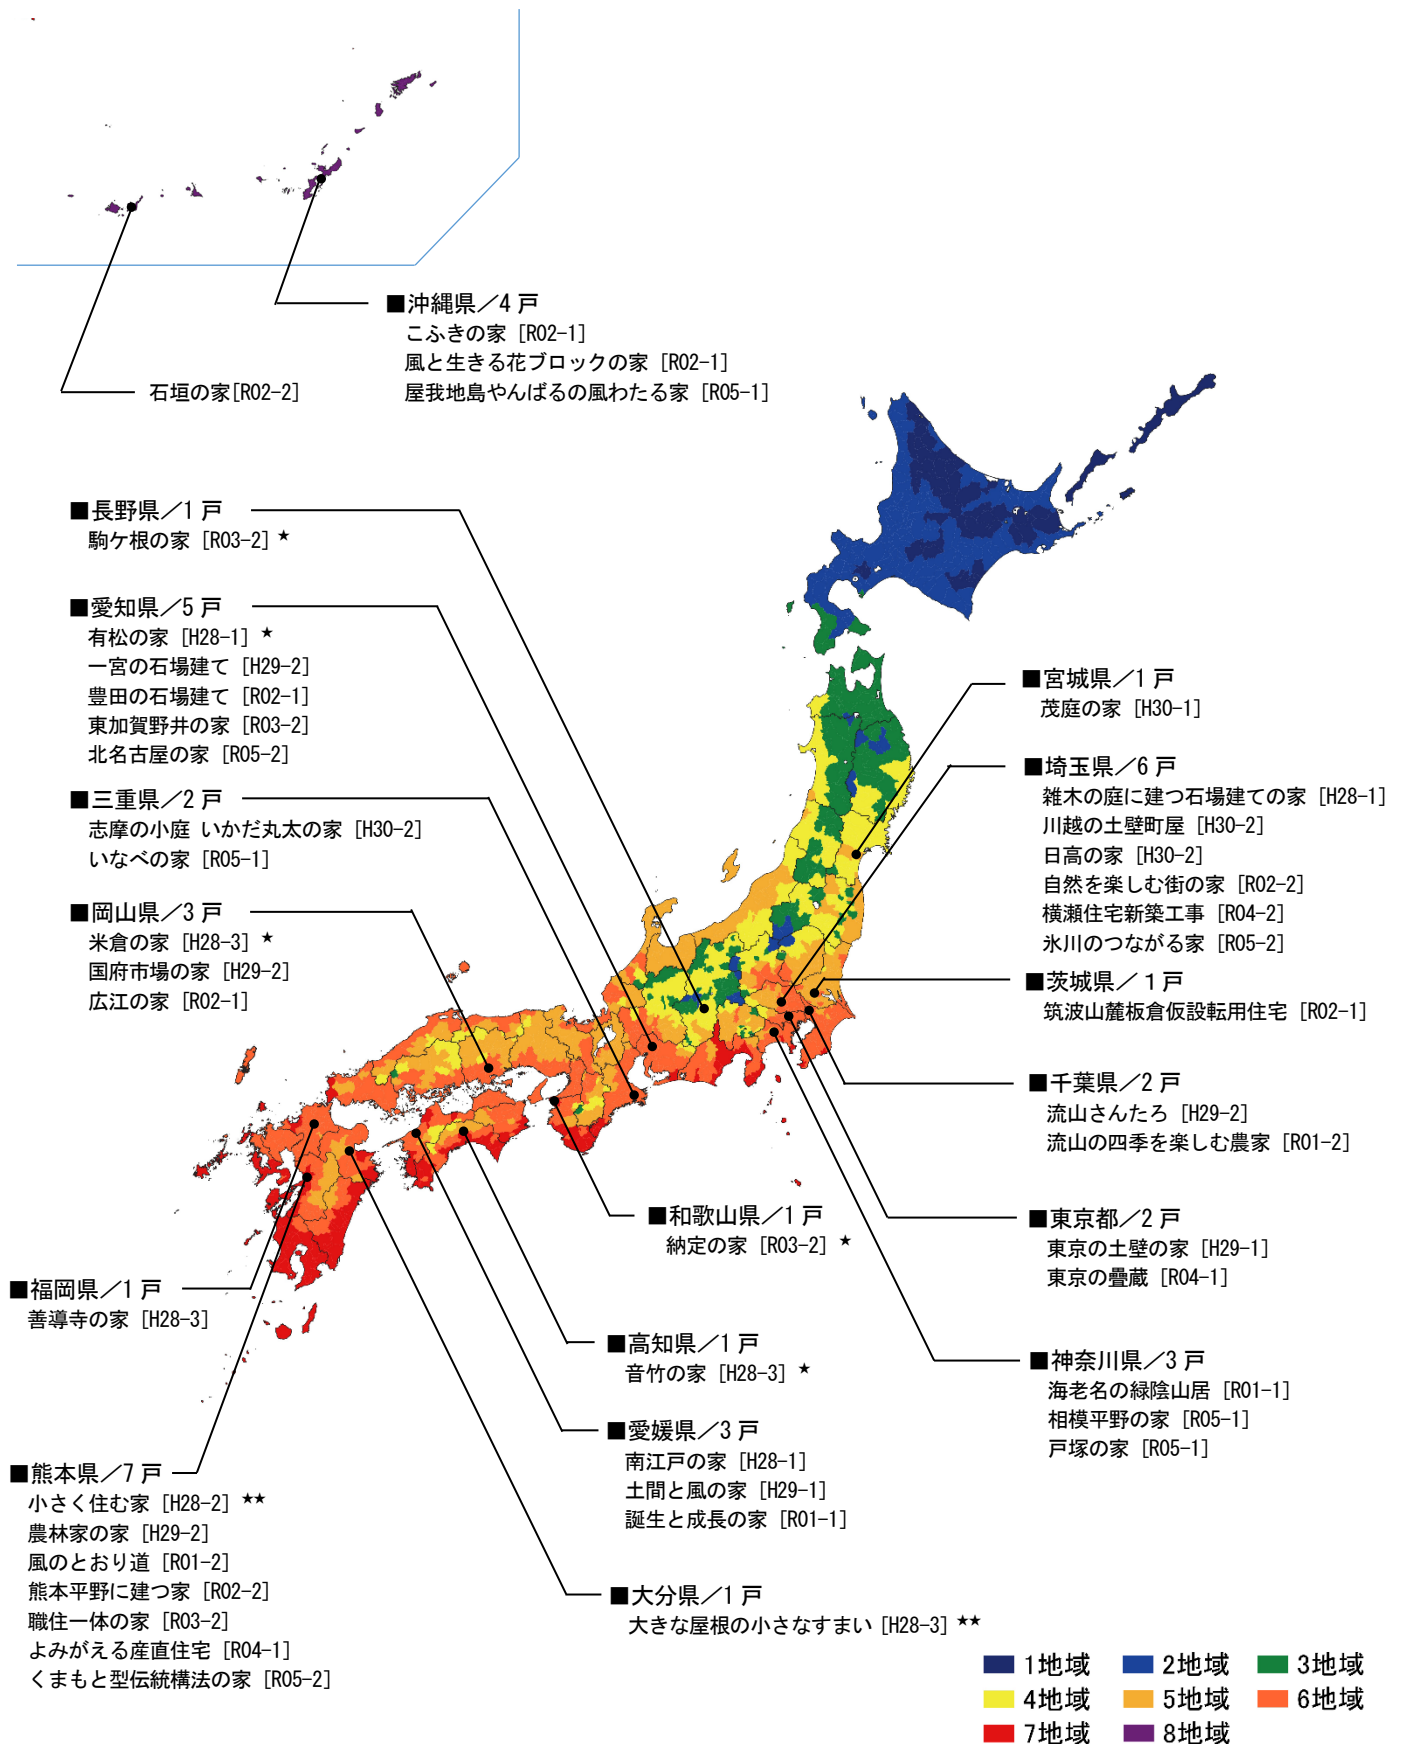 ■沖縄県／4 戸
こふきの家 [R02-1]
風と生きる花ブロックの家 [R02-1]
屋我地島やんばるの風わたる家 [R05-1]
石垣の家[R02-2]
■長野県／1 戸
駒ケ根の家 [R03-2] ★
■愛知県／5 戸
有松の家 [H28-1] ★
一宮の石場建て [H29-2]
豊田の石場建て [R02-1]
東加賀野井の家 [R03-2]
北名古屋の家 [R05-2]
■三重県／2 戸
志摩の小庭 いかだ丸太の家 [H30-2]
いなべの家 [R05-1]
■岡山県／3 戸
米倉の家 [H28-3] ★
国府市場の家 [H29-2]
広江の家 [R02-1]
■宮城県／1 戸
茂庭の家 [H30-1]
■埼玉県／6 戸
雑木の庭に建つ石場建ての家 [H28-1]
川越の土壁町屋 [H30-2]
日高の家 [H30-2]
自然を楽しむ街の家 [R02-2]
横瀬住宅新築工事 [R04-2]
氷川のつながる家 [R05-2]
■茨城県／1 戸
筑波山麓板倉仮設転用住宅 [R02-1]
■千葉県／2 戸
流山さんたろ [H29-2]
流山の四季を楽しむ農家 [R01-2]
■東京都／2 戸
東京の土壁の家 [H29-1]
東京の疊蔵 [R04-1]
■神奈川県／3 戸
海老名の緑陰山居 [R01-1]
相模平野の家 [R05-1]
戸塚の家 [R05-1]
■和歌山県／1 戸
納定の家 [R03-2] ★
■高知県／1 戸
音竹の家 [H28-3] ★
■愛媛県／3 戸
南江戸の家 [H28-1]
土間と風の家 [H29-1]
誕生と成長の家 [R01-1]
■大分県／1 戸
大きな屋根の小さなすまい [H28-3] ★★
■福岡県／1 戸
善導寺の家 [H28-3]
■熊本県／7 戸
小さく住む家 [H28-2] ★★
農林家の家 [H29-2]
風のとおり道 [R01-2]
熊本平野に建つ家 [R02-2]
職住一体の家 [R03-2]
よみがえる産直住宅 [R04-1]
くまもと型伝統構法の家 [R05-2]
1地域 2地域 3地域
4地域 5地域 6地域
7地域 8地域